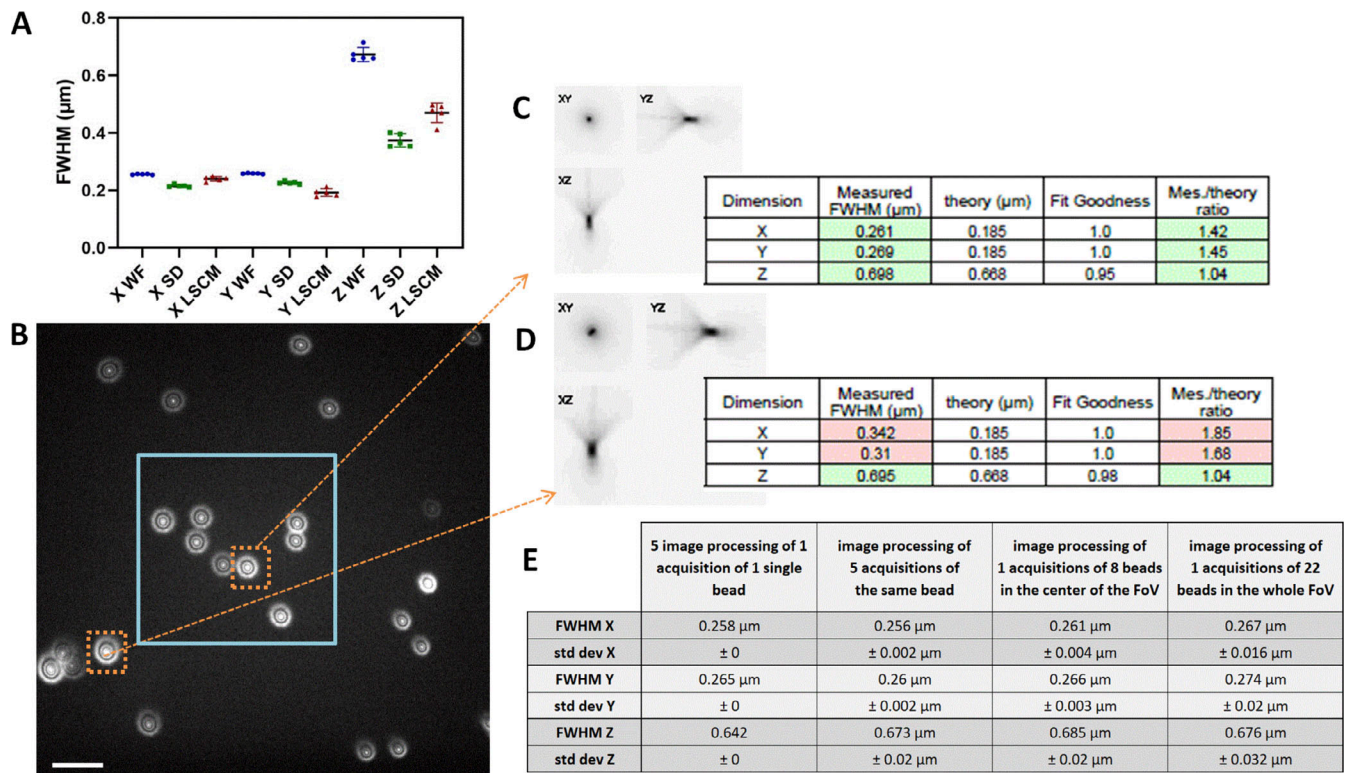 A
0.8
0.6
0.4
0.2
0.0
FWHM (µm)
X WF
X SD
X LSCM
Y WF
Y SD
Y LSCM
Z WF
Z SD
Z LSCM
B
C
XY
YZ
XZ
Dimension Measured FWHM (µm) theory (µm) Fit Goodness Mes./theory ratio
X 0.261 0.185 1.0 1.42
Y 0.269 0.185 1.0 1.45
Z 0.698 0.668 0.95 1.04
D
XY
YZ
XZ
Dimension Measured FWHM (µm) theory (µm) Fit Goodness Mes./theory ratio
X 0.342 0.185 1.0 1.85
Y 0.31 0.185 1.0 1.68
Z 0.695 0.668 0.98 1.04
E
5 image processing of 1 acquisition of 1 single bead
image processing of 5 acquisitions of the same bead
image processing of 1 acquisitions of 8 beads in the center of the FoV
image processing of 1 acquisitions of 22 beads in the whole FoV
FWHM X 0.258 µm 0.256 µm 0.261 µm 0.267 µm
std dev X ± 0 ± 0.002 µm ± 0.004 µm ± 0.016 µm
FWHM Y 0.265 µm 0.26 µm 0.266 µm 0.274 µm
std dev Y ± 0 ± 0.002 µm ± 0.003 µm ± 0.02 µm
FWHM Z 0.642 0.673 µm 0.685 µm 0.676 µm
std dev Z ± 0 ± 0.02 µm ± 0.02 µm ± 0.032 µm